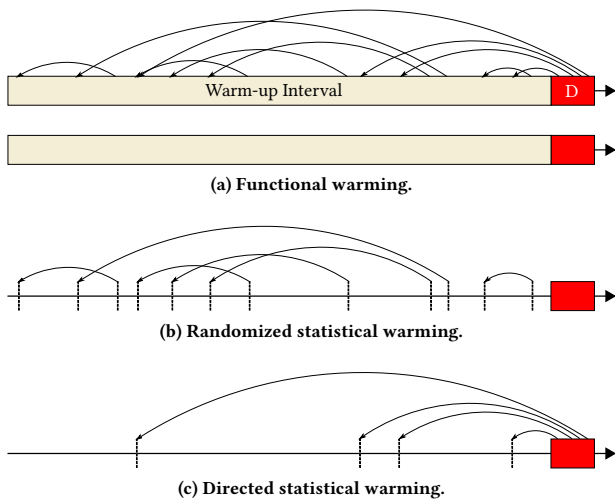 Warm-up Interval
D
(a) Functional warming.
(b) Randomized statistical warming.
(c) Directed statistical warming.